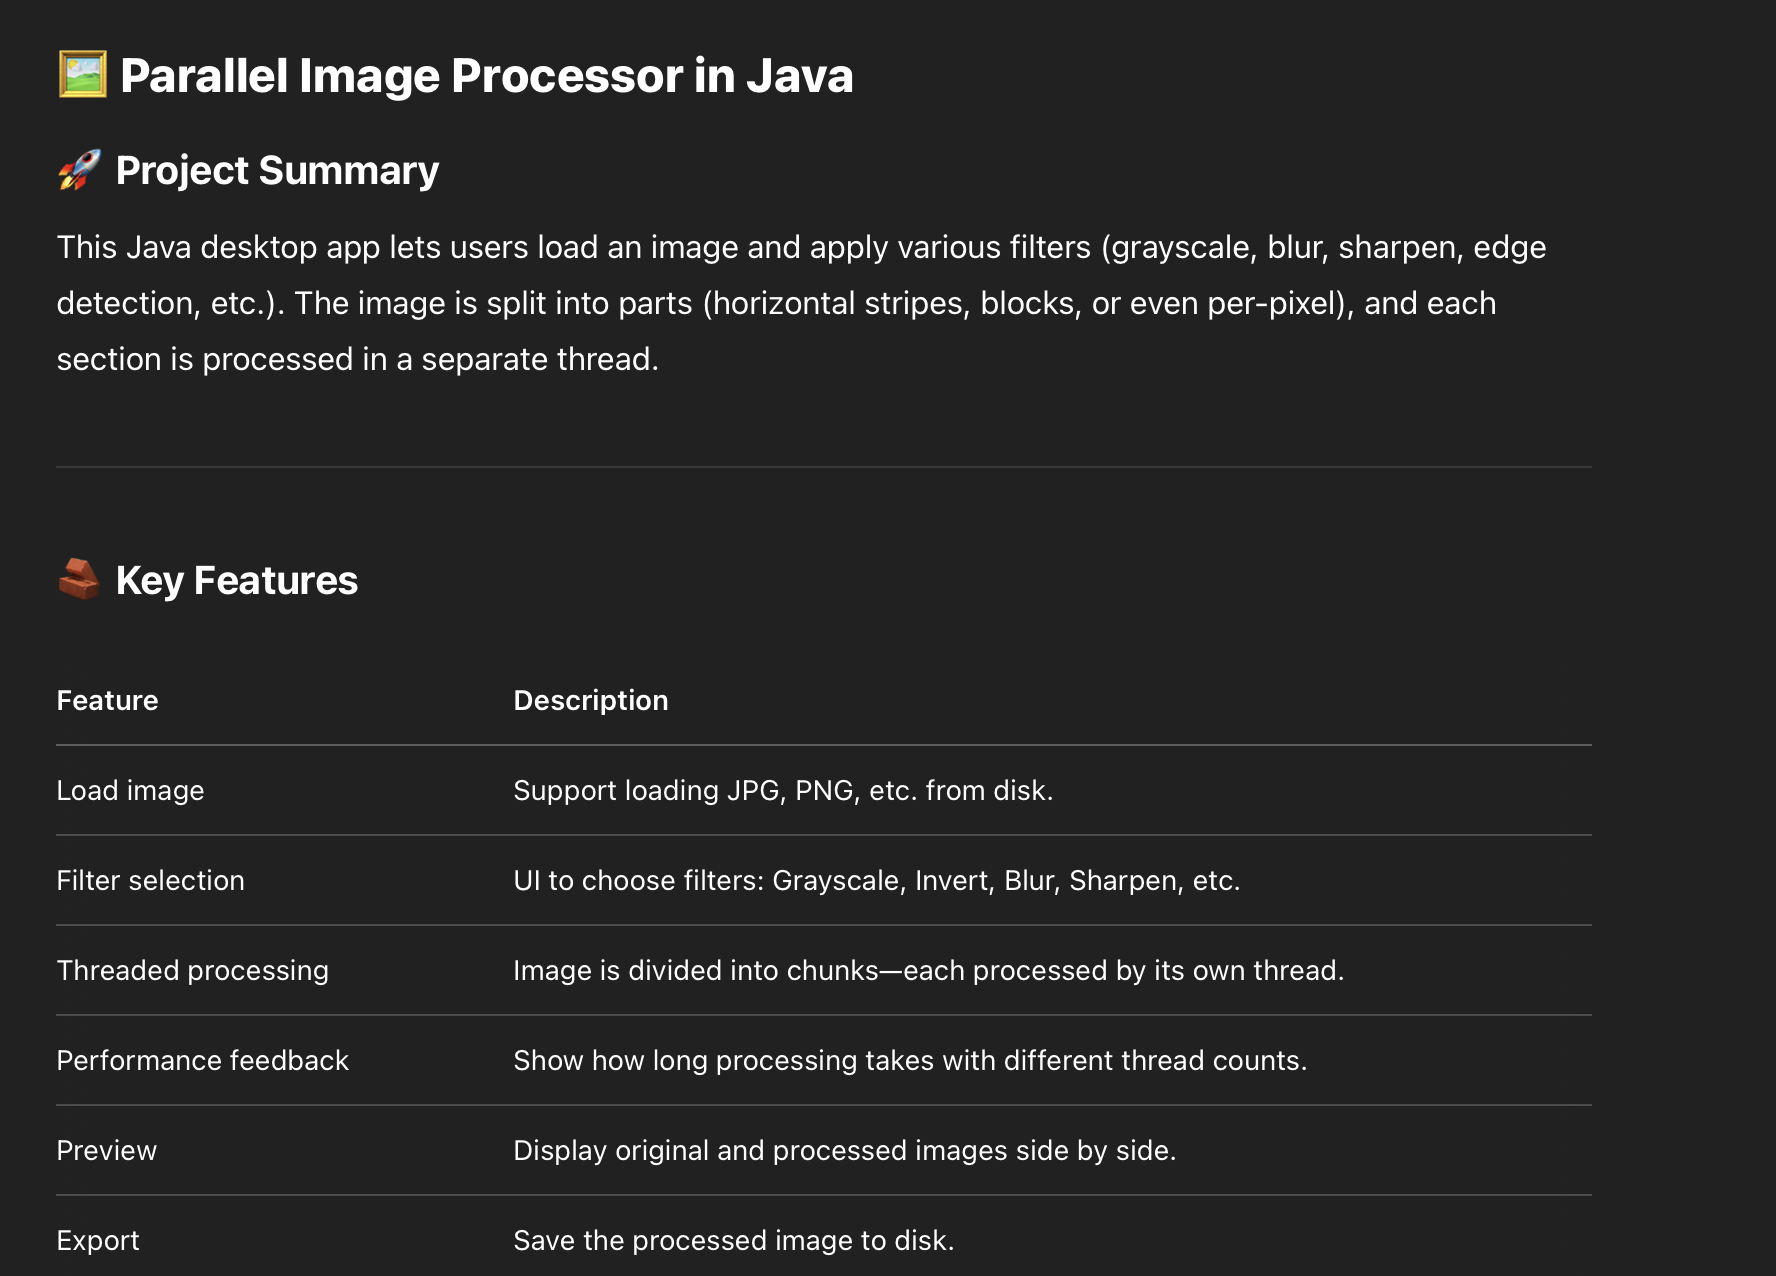 🖼️ Parallel Image Processor in Java
🚀 Project Summary
This Java desktop app lets users load an image and apply various filters (grayscale, blur, sharpen, edge
detection, etc.). The image is split into parts (horizontal stripes, blocks, or even per-pixel), and each
section is processed in a separate thread.
🧱 Key Features
Feature Description
Load image Support loading JPG, PNG, etc. from disk.
Filter selection UI to choose filters: Grayscale, Invert, Blur, Sharpen, etc.
Threaded processing Image is divided into chunks—each processed by its own thread.
Performance feedback Show how long processing takes with different thread counts.
Preview Display original and processed images side by side.
Export Save the processed image to disk.